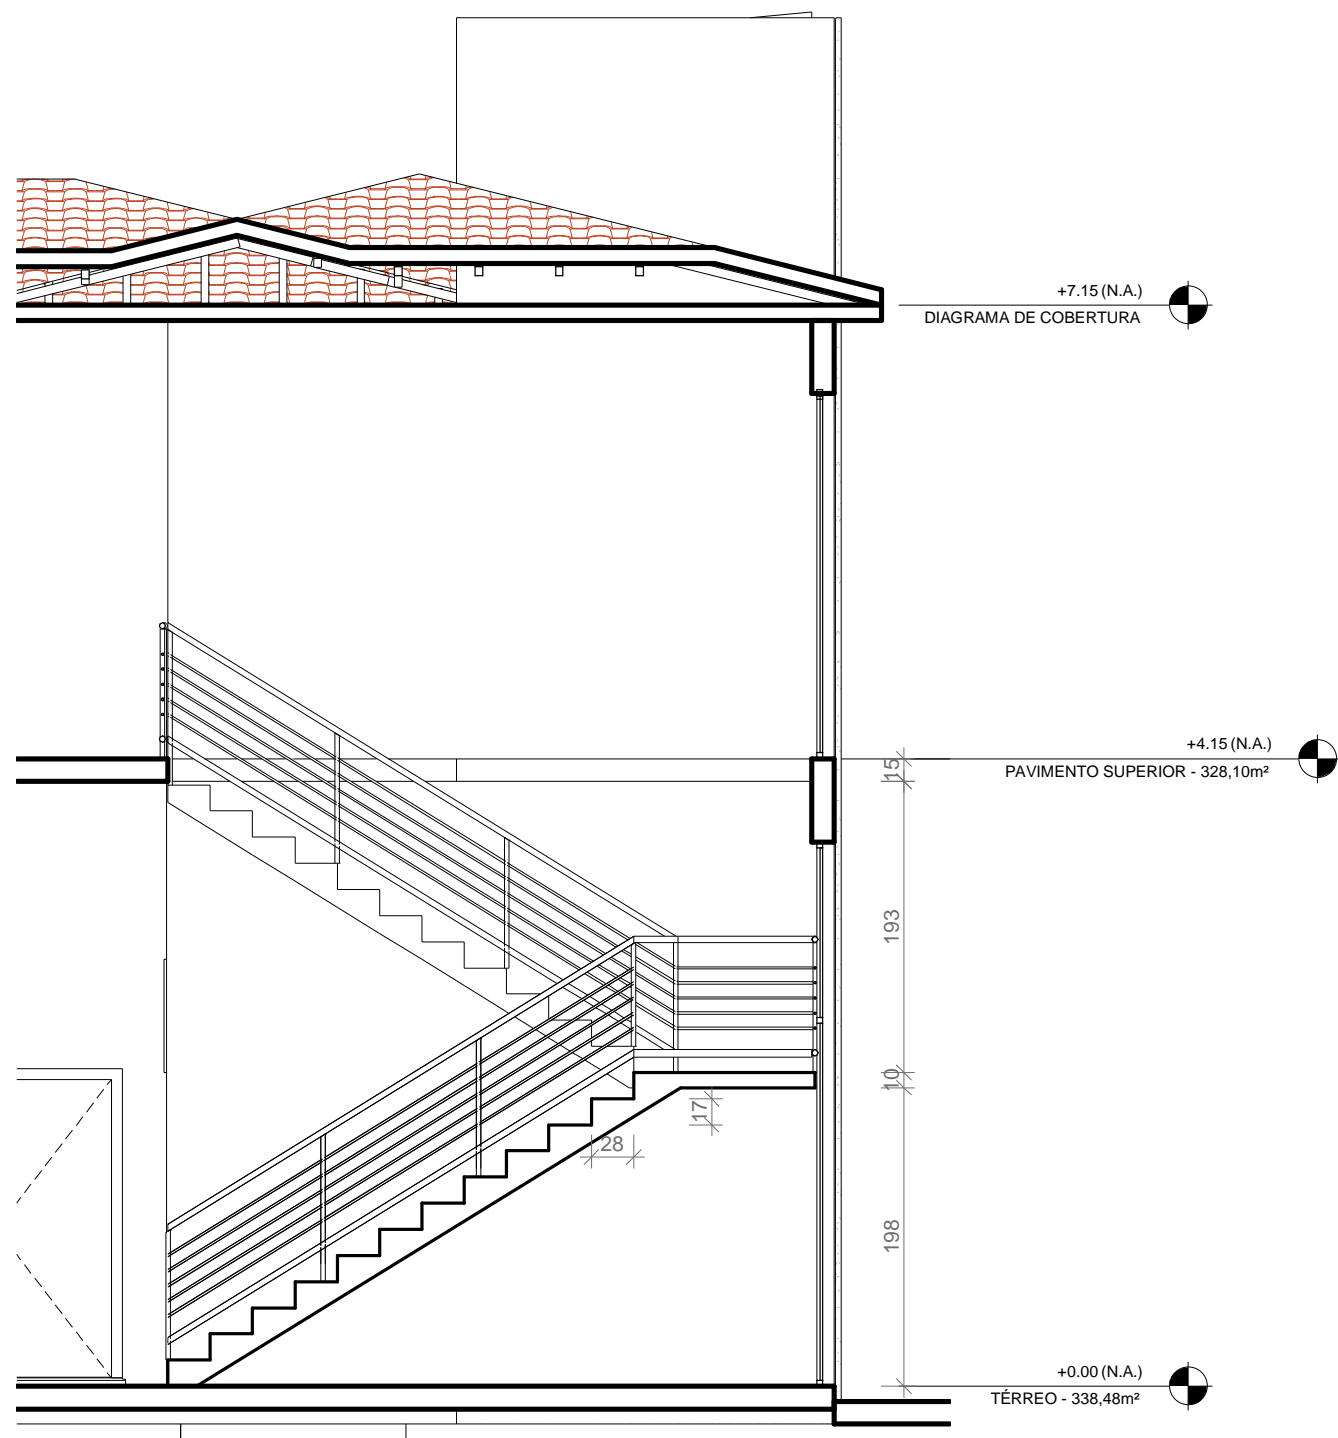 +7.15 (N.A.)
DIAGRAMA DE COBERTURA
+4.15 (N.A.)
PAVIMENTO SUPERIOR - 328,10m²
15
193
10
17
28
198
+0.00 (N.A.)
TÉRREO - 338,48m²